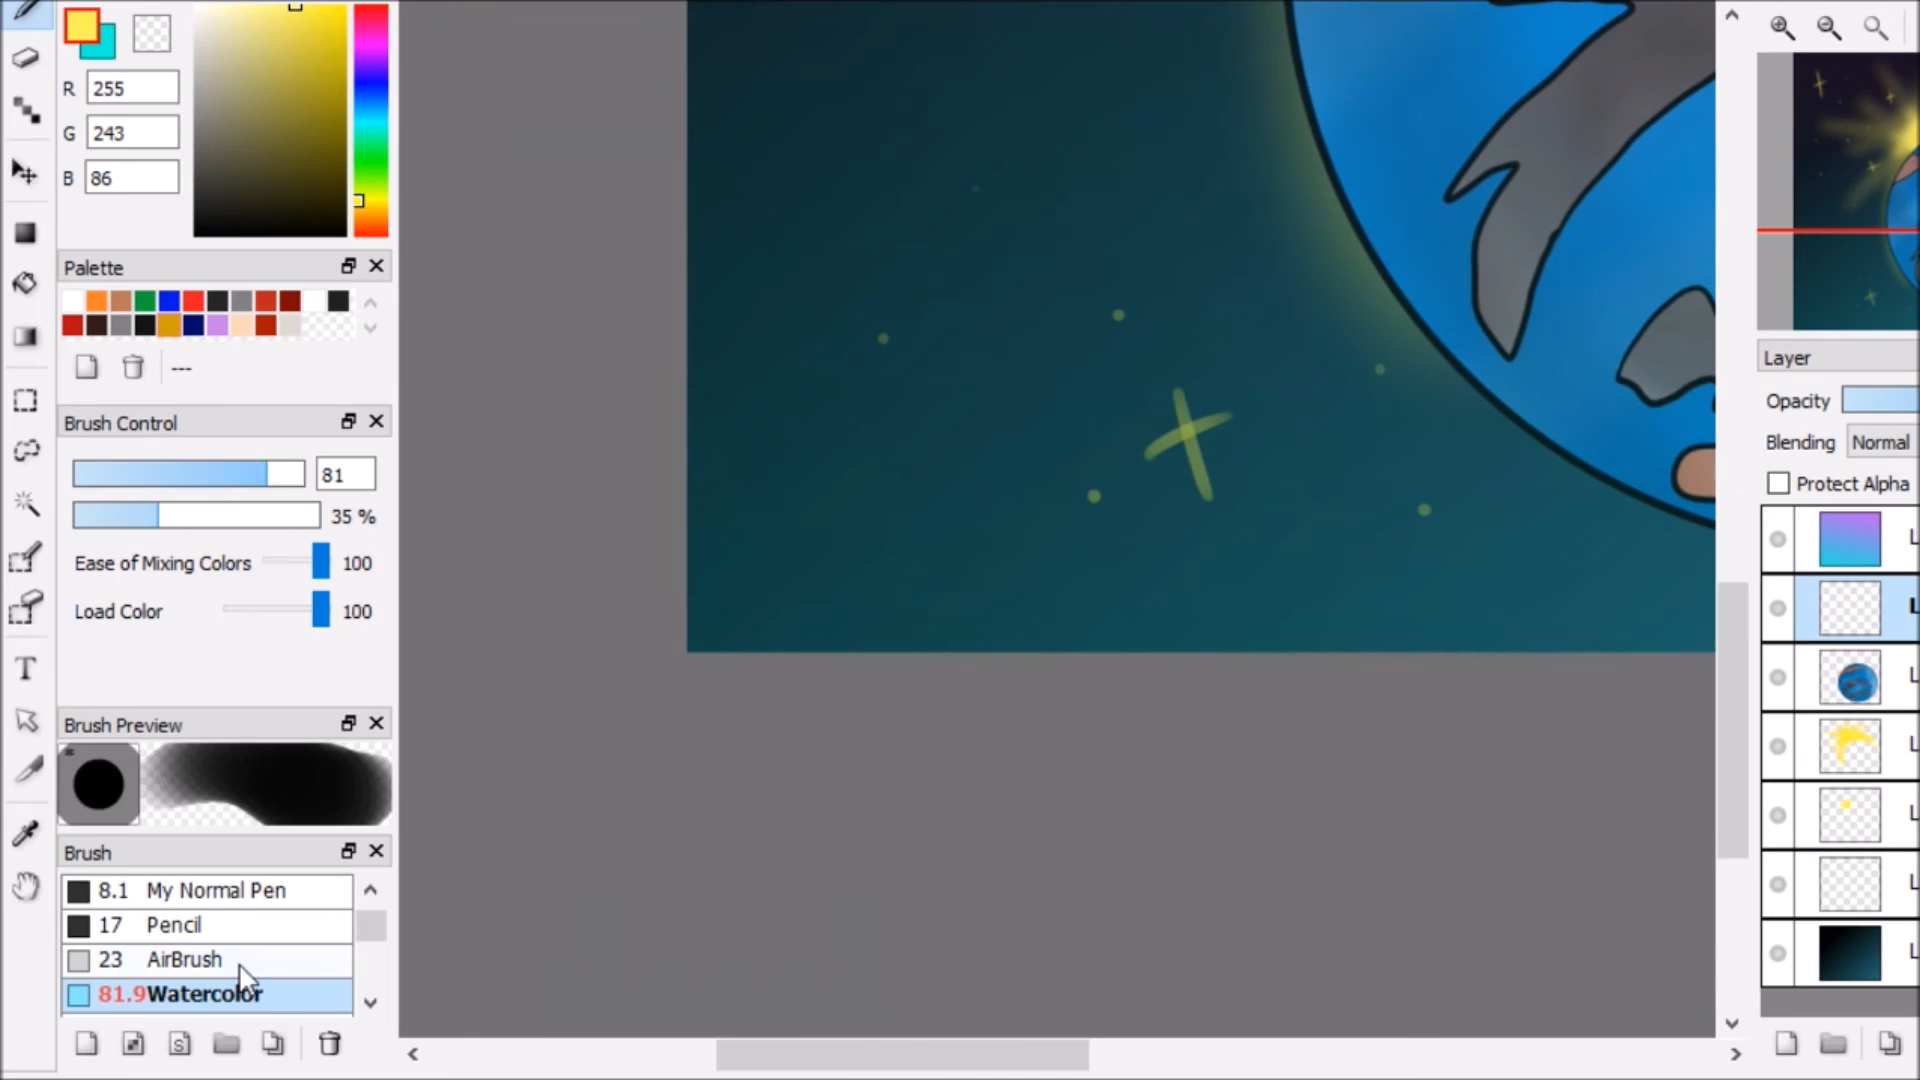 R 255
G 243
B 86
Palette
---
Brush Control
81
35 %
Ease of Mixing Colors 100
Load Color 100
Brush Preview
Brush
8.1 My Normal Pen
17 Pencil
23 AirBrush
81.9 Watercolor
T
S
Layer
Opacity
Blending Normal
Protect Alpha
L
L
L
L
L
L
L